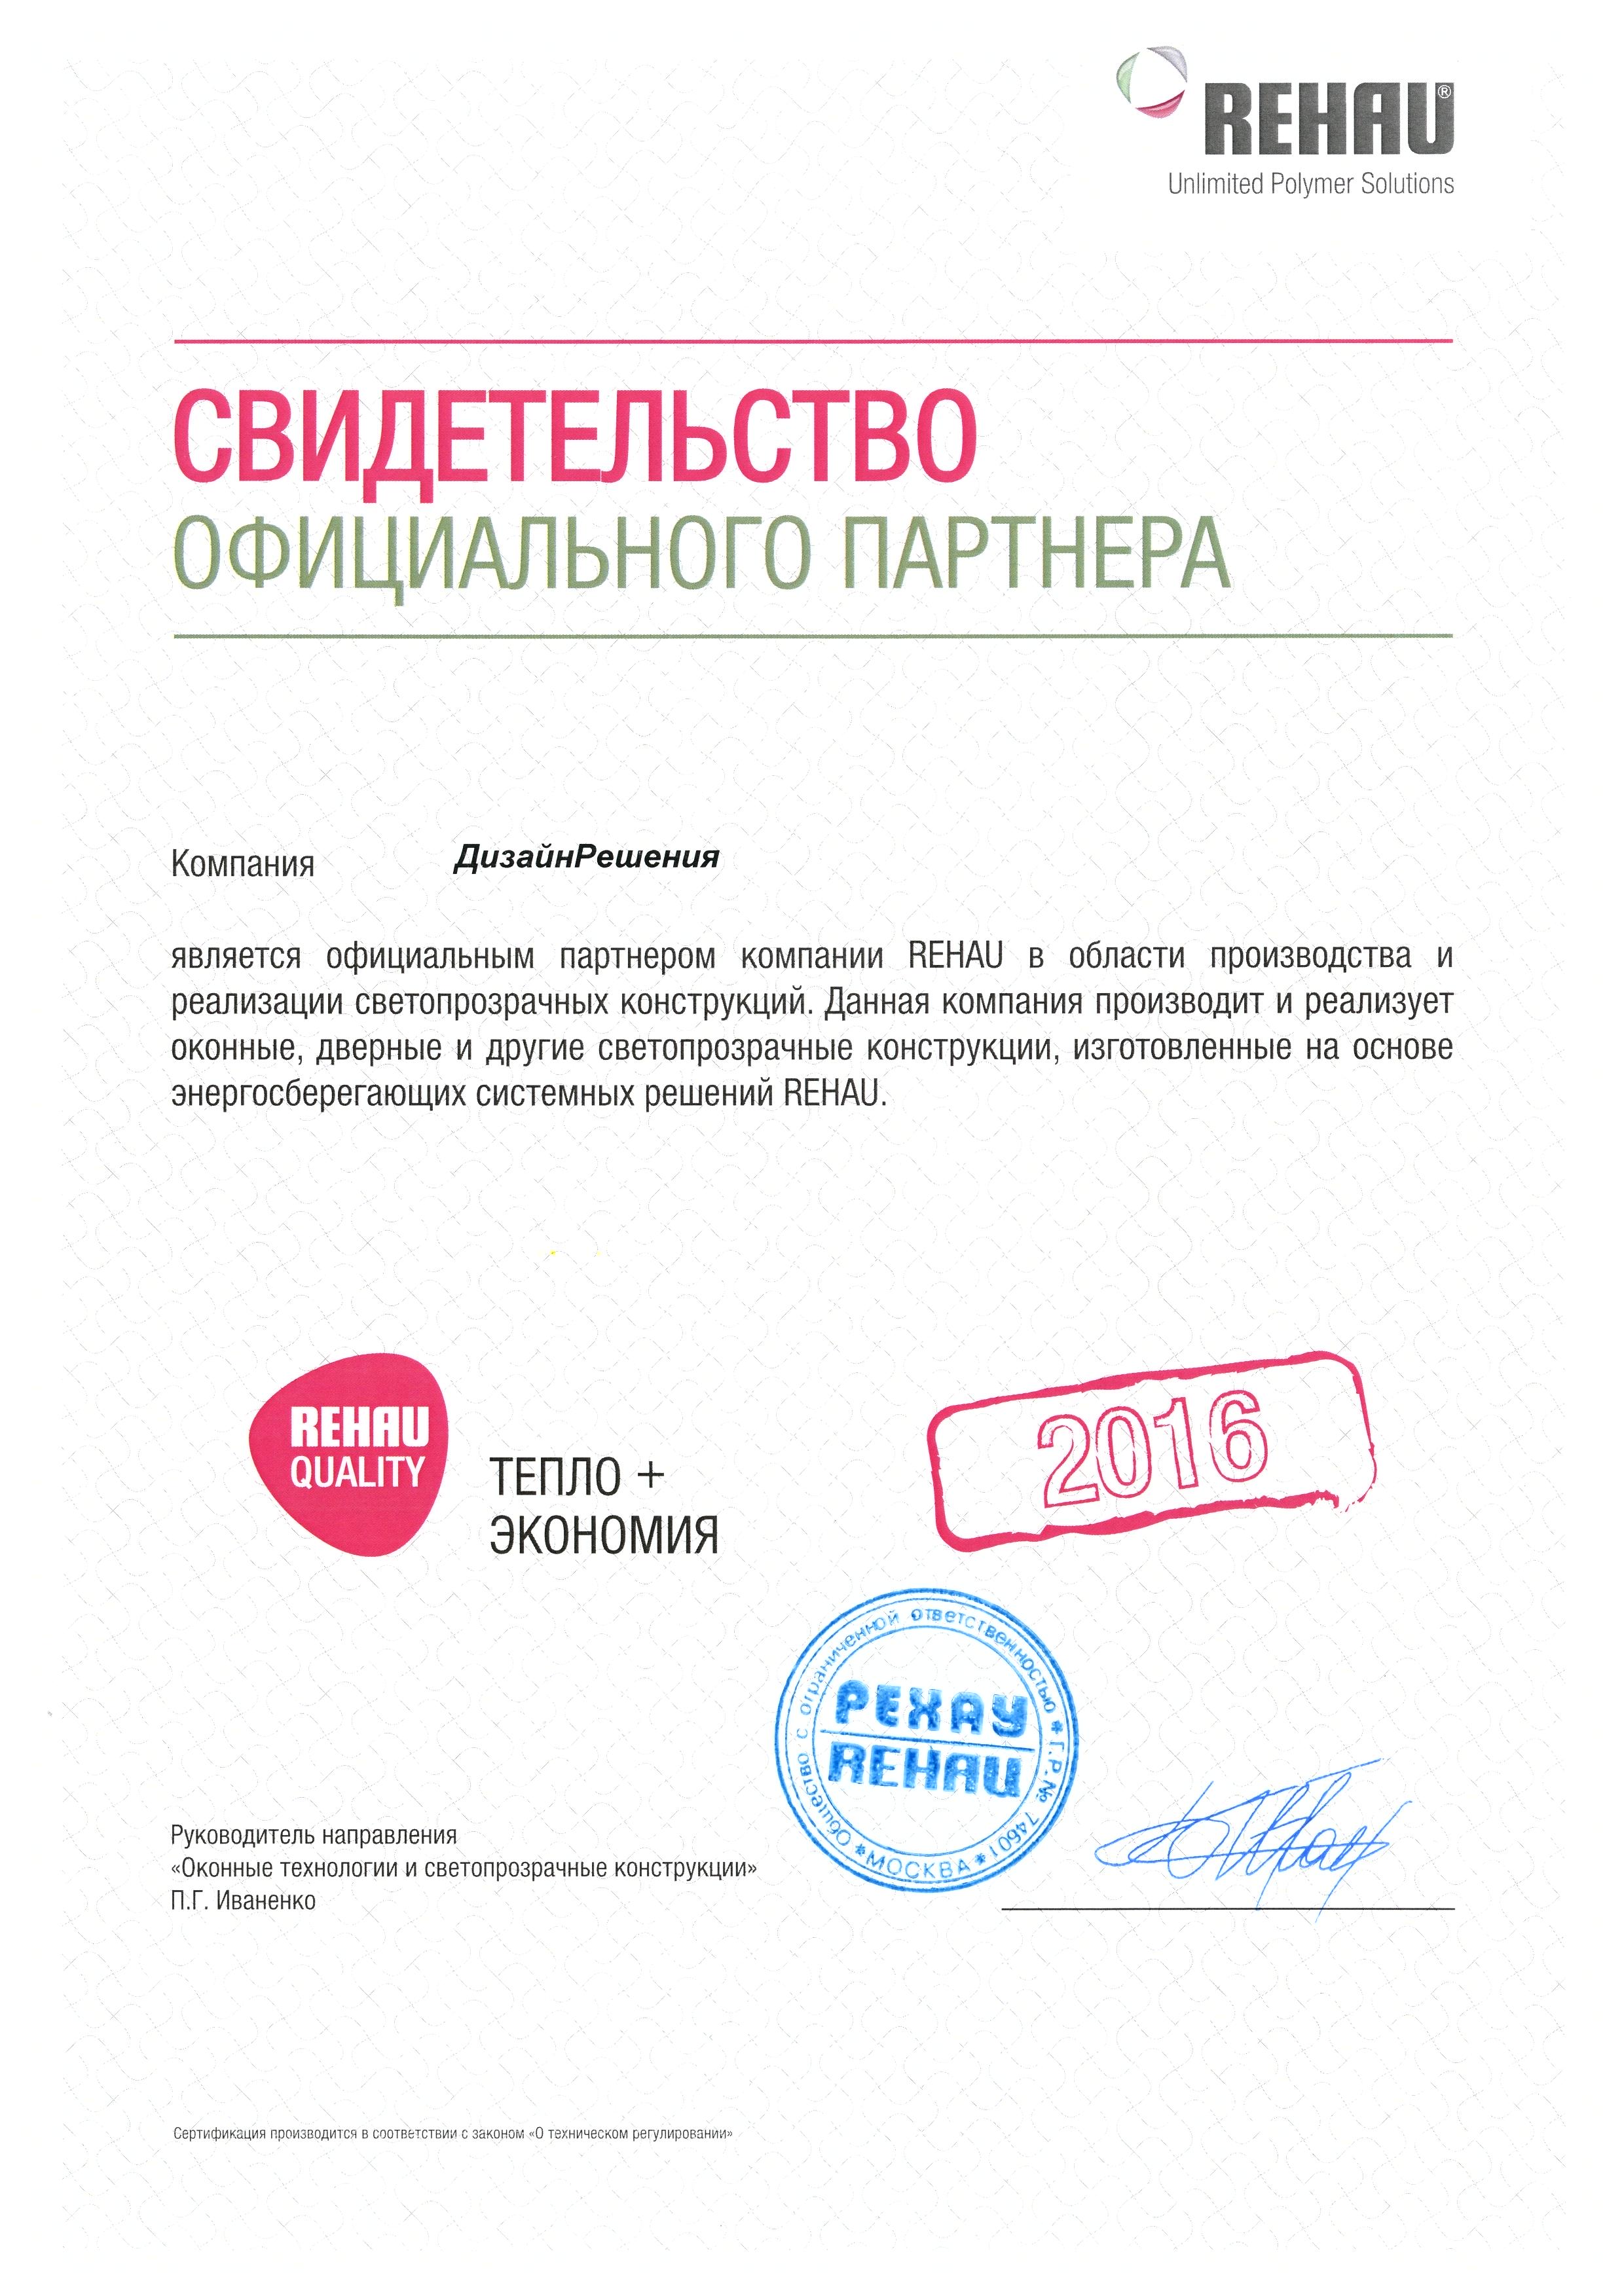 REHAU®
Unlimited Polymer Solutions
СВИДЕТЕЛЬСТВО
ОФИЦИАЛЬНОГО ПАРТНЕРА
Компания ДизайнРешения
является официальным партнером компании REHAU в области производства и
реализации светопрозрачных конструкций. Данная компания производит и реализует
оконные, дверные и другие светопрозрачные конструкции, изготовленные на основе
энергосберегающих системных решений REHAU.
REHAU
QUALITY
ТЕПЛО +
ЭКОНОМИЯ
2016
Общество с ограниченной ответственностью * Г.Р.№ 74601 * МОСКВА *
РЕХАУ
REHAU
Руководитель направления
«Оконные технологии и светопрозрачные конструкции»
П.Г. Иваненко
Сертификация производится в соответствии с законом «О техническом регулировании»